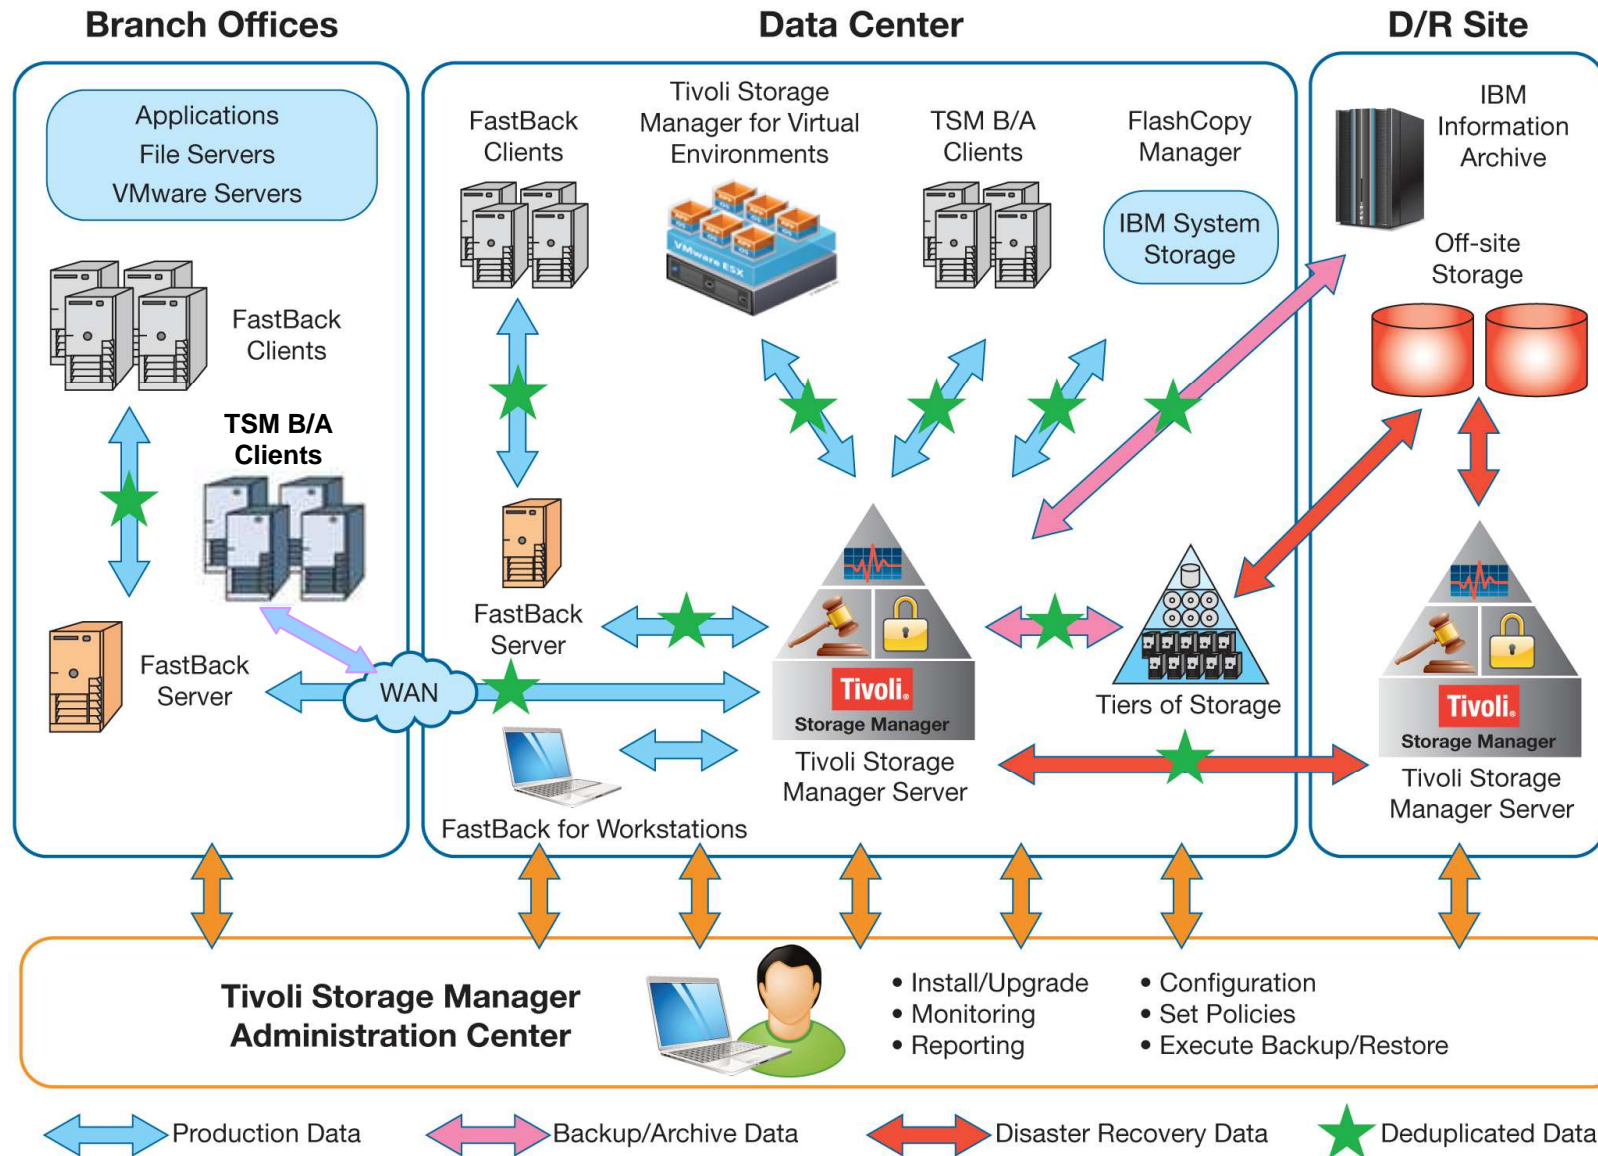 Branch Offices
Data Center
D/R Site
Applications
File Servers
VMware Servers
FastBack
Clients
TSM B/A
Clients
FastBack
Server
WAN
FastBack
Clients
Tivoli Storage
Manager for Virtual
Environments
VMware ESX
TSM B/A
Clients
FlashCopy
Manager
IBM System
Storage
FastBack
Server
FastBack for Workstations
Tivoli®
Storage Manager
Tivoli Storage
Manager Server
Tiers of Storage
IBM
Information
Archive
Off-site
Storage
Tivoli®
Storage Manager
Tivoli Storage
Manager Server
Tivoli Storage Manager
Administration Center
• Install/Upgrade
• Monitoring
• Reporting
• Configuration
• Set Policies
• Execute Backup/Restore
Production Data
Backup/Archive Data
Disaster Recovery Data
Deduplicated Data